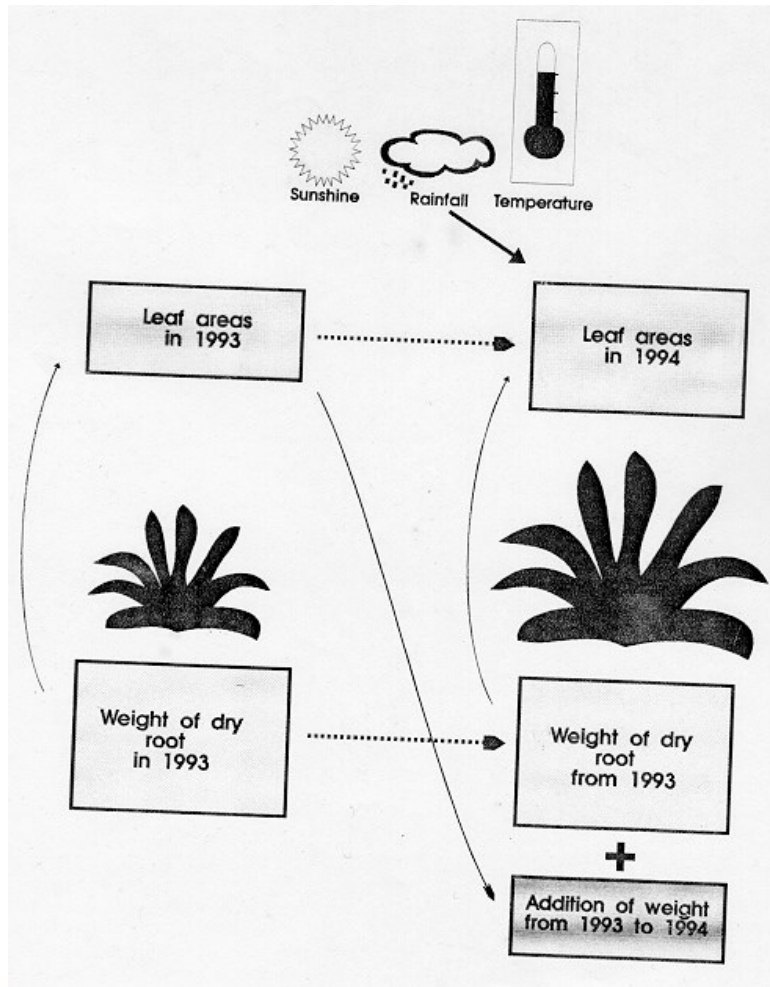 Sunshine
Rainfall
Temperature
Leaf areas
in 1993
Leaf areas
in 1994
Weight of dry
root
in 1993
Weight of dry
root
from 1993
+
Addition of weight
from 1993 to 1994